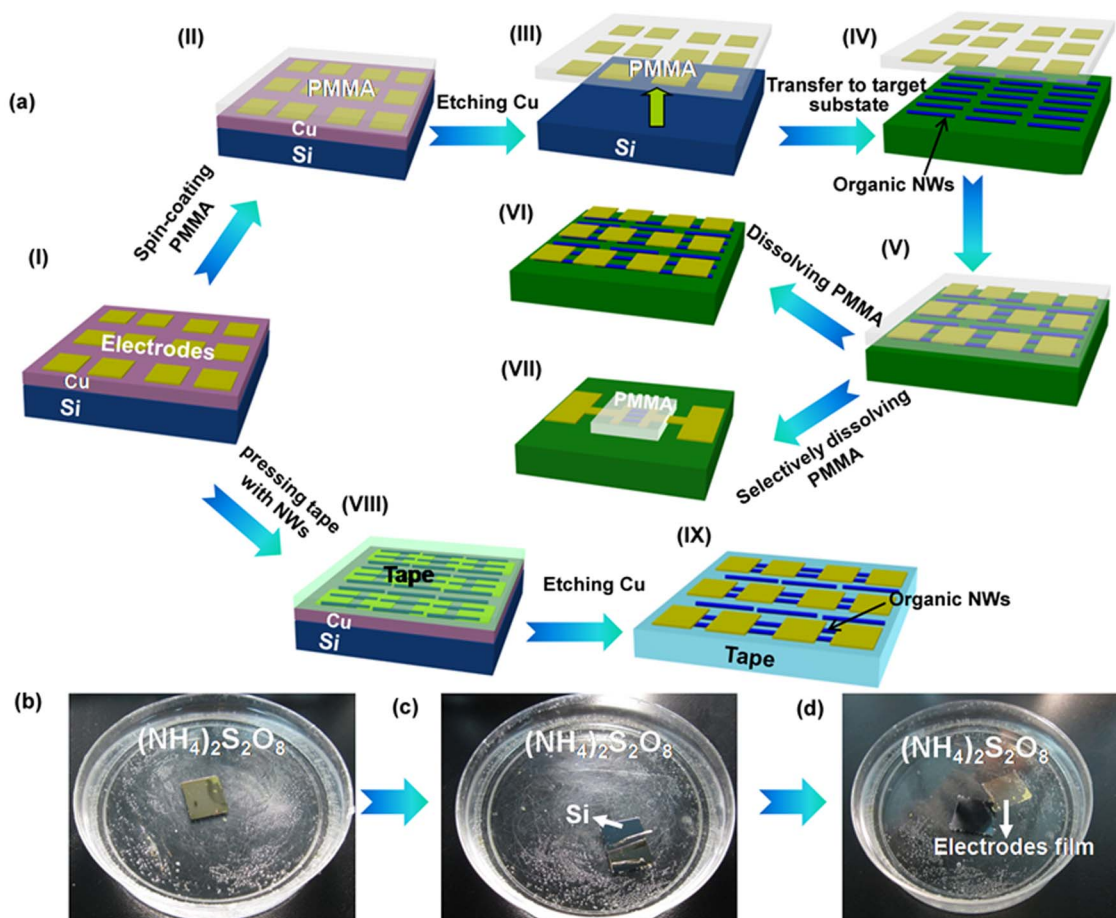 (a)
(I)
Electrodes
Cu
Si
Spin-coating
PMMA
(II)
PMMA
Cu
Si
Etching Cu
(III)
PMMA
Si
Transfer to target
substate
(IV)
Organic NWs
(V)
Dissolving PMMA
(VI)
Selectively dissolving
PMMA
(VII)
PMMA
pressing tape
with NWs
(VIII)
Tape
Cu
Si
Etching Cu
(IX)
Organic NWs
Tape
(b)
(NH4)2S2O8
(c)
(NH4)2S2O8
Si
(d)
(NH4)2S2O8
Electrodes film